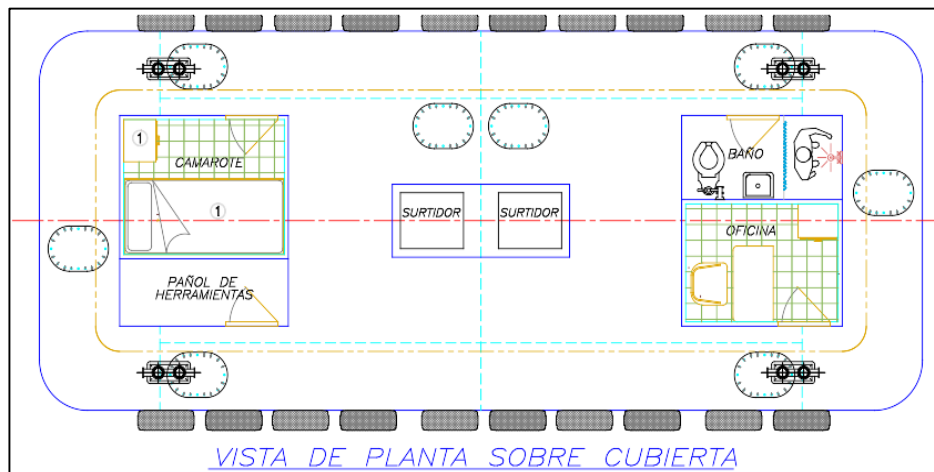 1
CAMAROTE
1
PAÑOL DE
HERRAMIENTAS
SURTIDOR
SURTIDOR
BAÑO
OFICINA
VISTA DE PLANTA SOBRE CUBIERTA